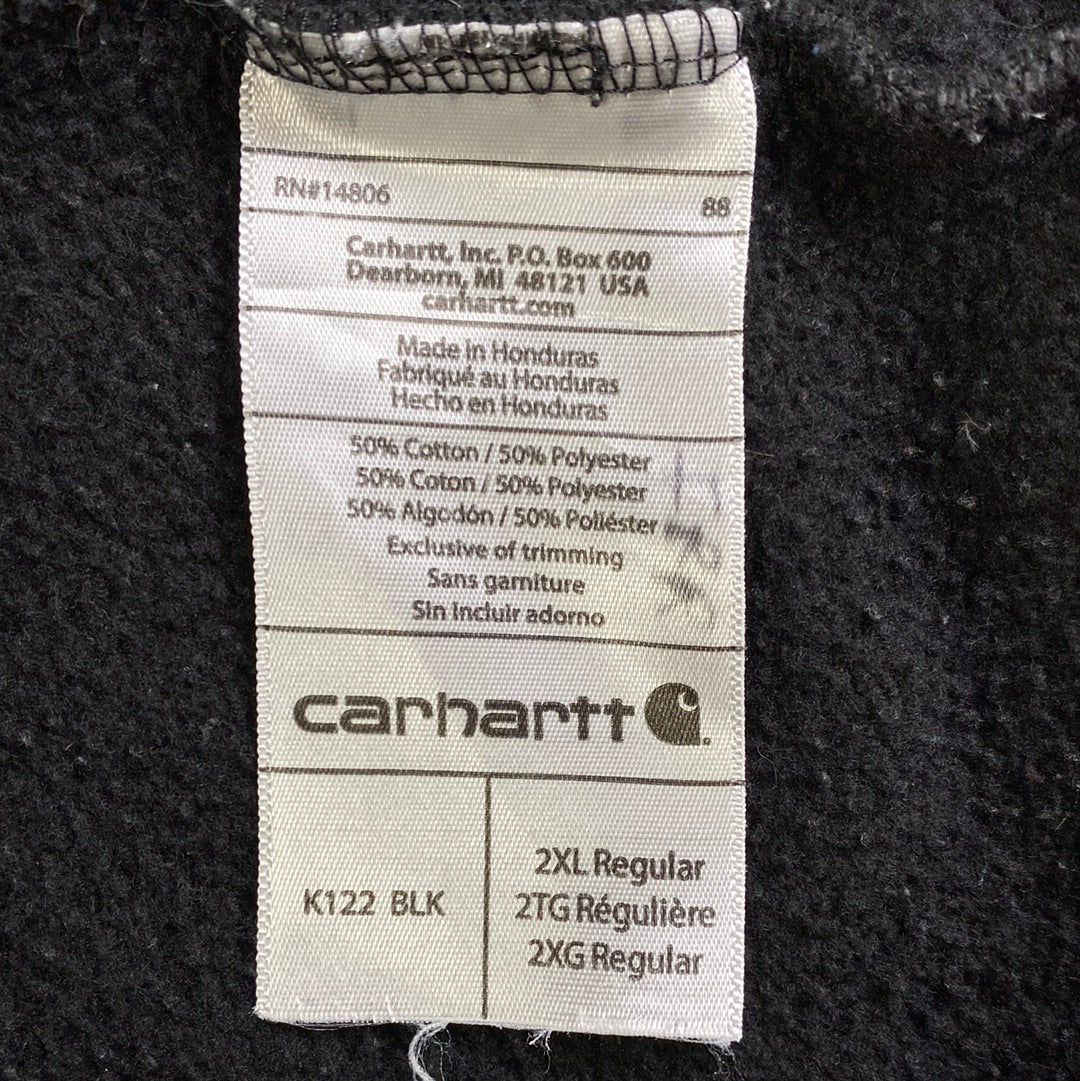 RN#14806 88
Carhartt, Inc. P.O. Box 600
Dearborn, MI 48121 USA
carhartt.com
Made in Honduras
Fabriqué au Honduras
Hecho en Honduras
50% Cotton / 50% Polyester
50% Coton / 50% Polyester
50% Algodón / 50% Poliéster
Exclusive of trimming
Sans garniture
Sin incluir adorno
carhartt
K122 BLK
2XL Regular
2TG Régulière
2XG Regular